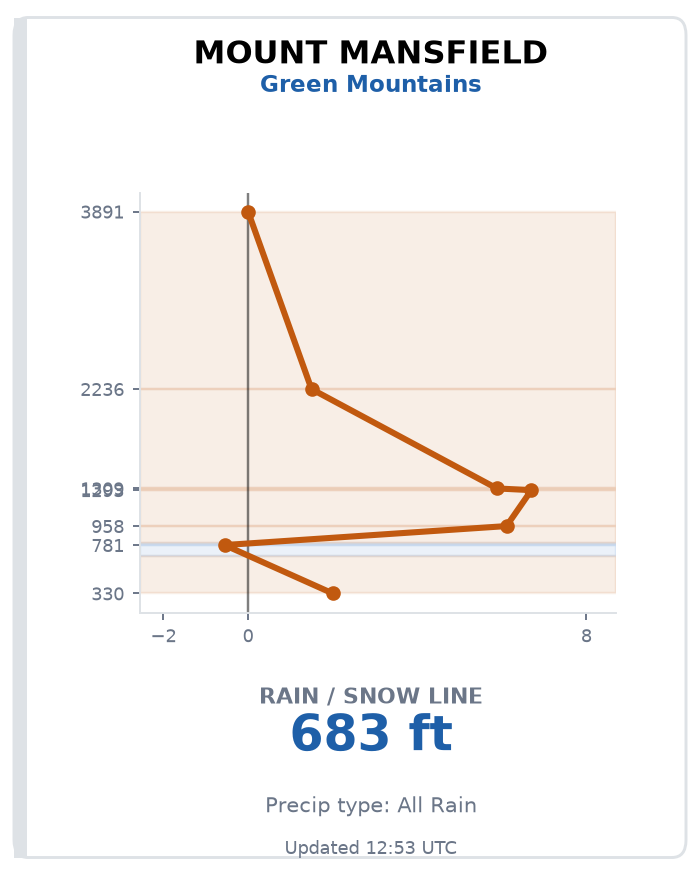 MOUNT MANSFIELD
Green Mountains
3891
2236
958
781
330
−2 0 8
RAIN / SNOW LINE
683 ft
Precip type: All Rain
Updated 12:53 UTC